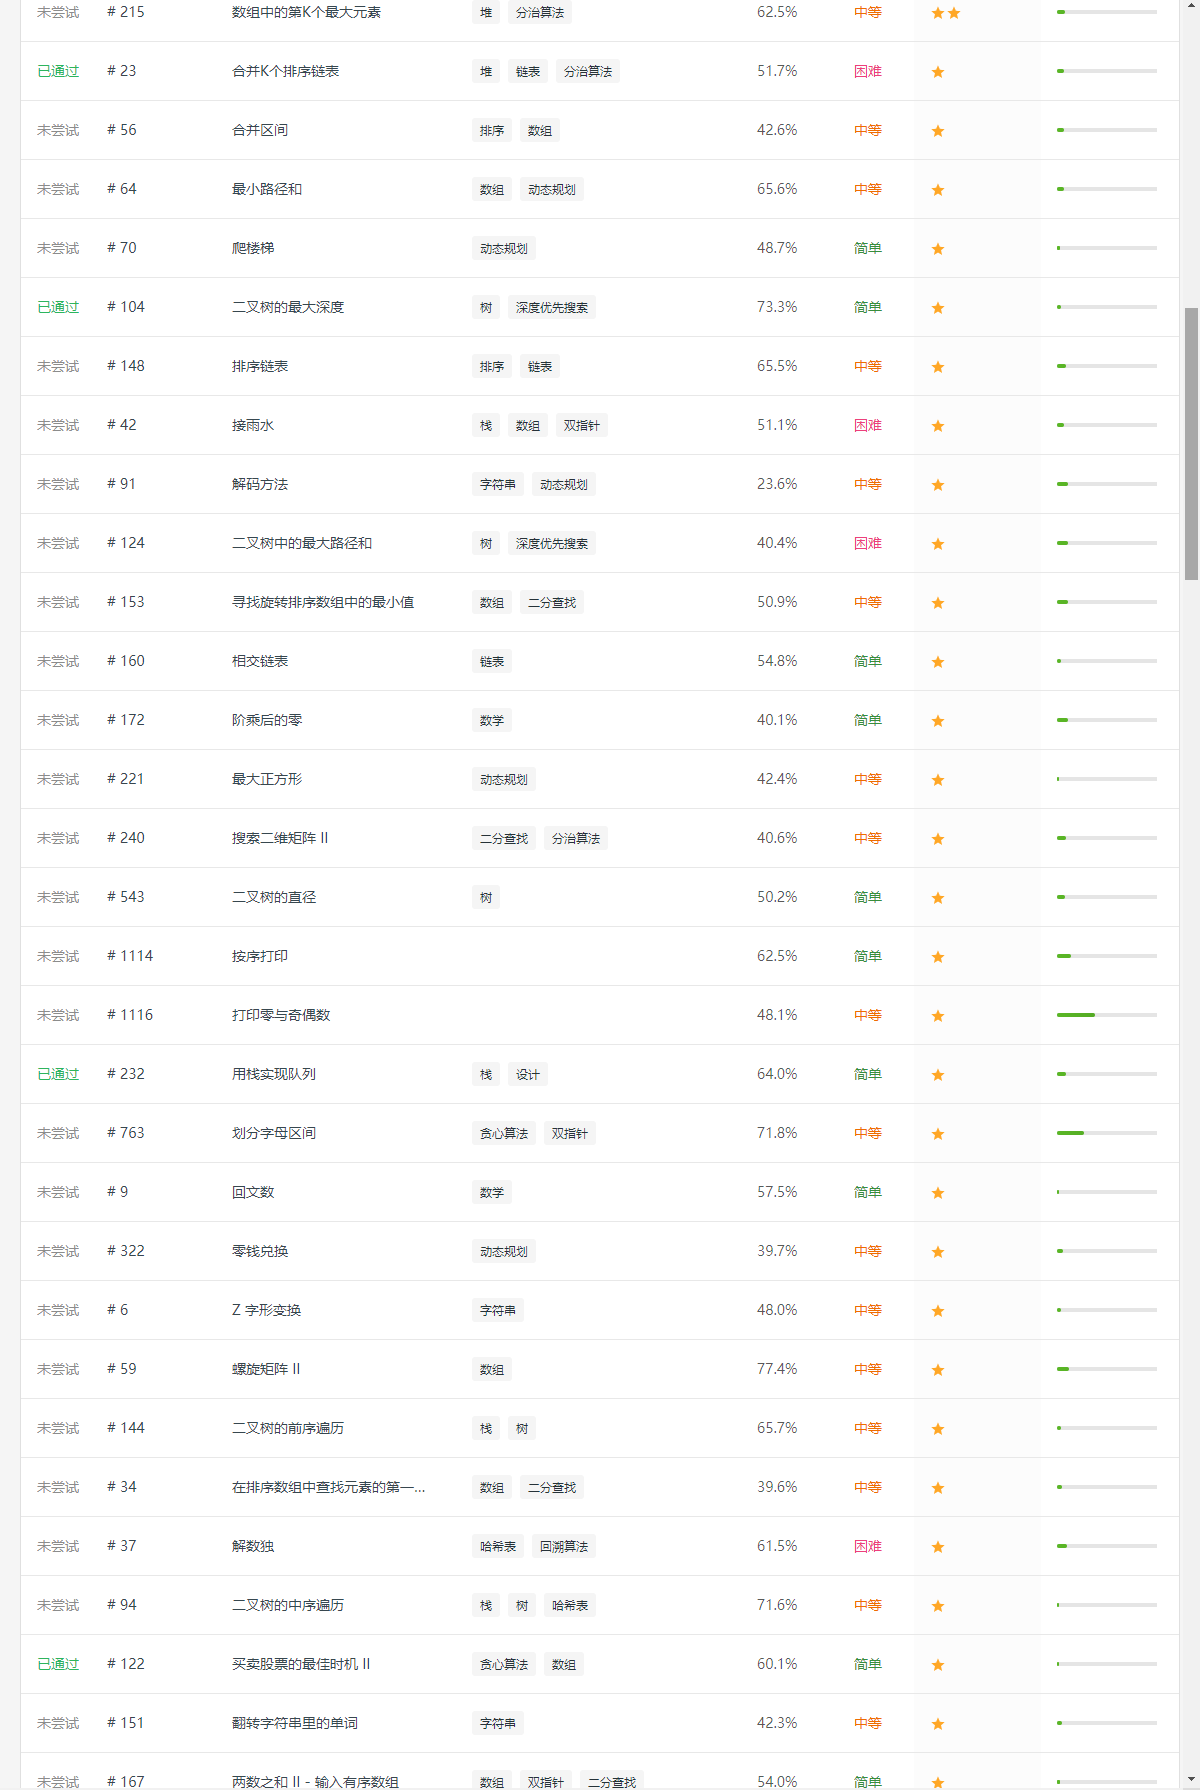 未尝试 # 215 数组中的第K个最大元素 堆 分治算法 62.5% 中等
已通过 # 23 合并K个排序链表 堆 链表 分治算法 51.7% 困难
未尝试 # 56 合并区间 排序 数组 42.6% 中等
未尝试 # 64 最小路径和 数组 动态规划 65.6% 中等
未尝试 # 70 爬楼梯 动态规划 48.7% 简单
已通过 # 104 二叉树的最大深度 树 深度优先搜索 73.3% 简单
未尝试 # 148 排序链表 排序 链表 65.5% 中等
未尝试 # 42 接雨水 栈 数组 双指针 51.1% 困难
未尝试 # 91 解码方法 字符串 动态规划 23.6% 中等
未尝试 # 124 二叉树中的最大路径和 树 深度优先搜索 40.4% 困难
未尝试 # 153 寻找旋转排序数组中的最小值 数组 二分查找 50.9% 中等
未尝试 # 160 相交链表 链表 54.8% 简单
未尝试 # 172 阶乘后的零 数学 40.1% 简单
未尝试 # 221 最大正方形 动态规划 42.4% 中等
未尝试 # 240 搜索二维矩阵 II 二分查找 分治算法 40.6% 中等
未尝试 # 543 二叉树的直径 树 50.2% 简单
未尝试 # 1114 按序打印 62.5% 简单
未尝试 # 1116 打印零与奇偶数 48.1% 中等
已通过 # 232 用栈实现队列 栈 设计 64.0% 简单
未尝试 # 763 划分字母区间 贪心算法 双指针 71.8% 中等
未尝试 # 9 回文数 数学 57.5% 简单
未尝试 # 322 零钱兑换 动态规划 39.7% 中等
未尝试 # 6 Z 字形变换 字符串 48.0% 中等
未尝试 # 59 螺旋矩阵 II 数组 77.4% 中等
未尝试 # 144 二叉树的前序遍历 栈 树 65.7% 中等
未尝试 # 34 在排序数组中查找元素的第一... 数组 二分查找 39.6% 中等
未尝试 # 37 解数独 哈希表 回溯算法 61.5% 困难
未尝试 # 94 二叉树的中序遍历 栈 树 哈希表 71.6% 中等
已通过 # 122 买卖股票的最佳时机 II 贪心算法 数组 60.1% 简单
未尝试 # 151 翻转字符串里的单词 字符串 42.3% 中等
未尝试 # 167 两数之和 II - 输入有序数组 数组 双指针 二分查找 54.0% 简单